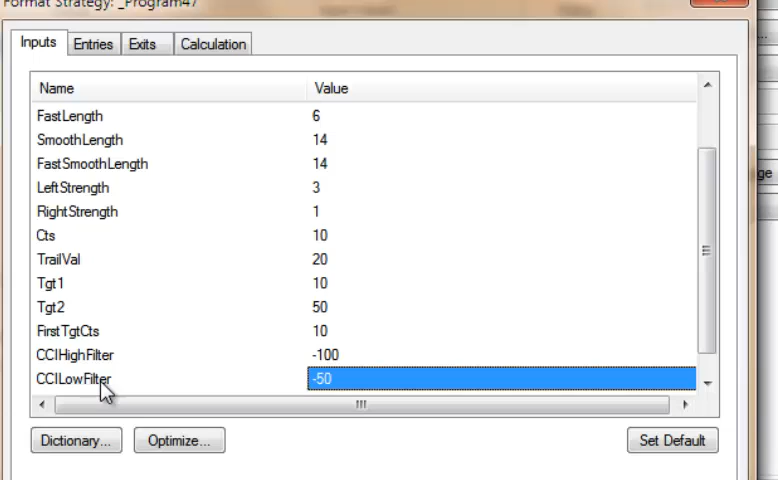 Format Strategy: _Program47
Inputs Entries Exits Calculation
Name Value
FastLength 6
SmoothLength 14
FastSmoothLength 14
LeftStrength 3
RightStrength 1
Cts 10
TrailVal 20
Tgt1 10
Tgt2 50
FirstTgtCts 10
CCIHighFilter -100
CCILowFilter -50
Dictionary... Optimize... Set Default